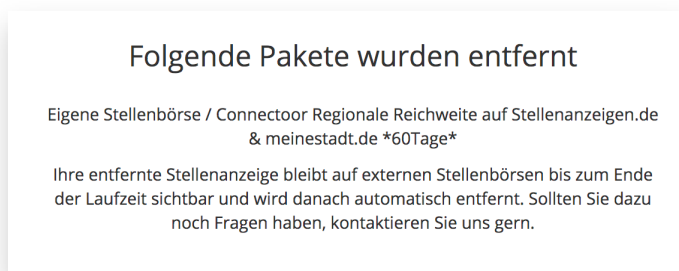 Folgende Pakete wurden entfernt
Eigene Stellenbörse / Connectoor Regionale Reichweite auf Stellenanzeigen.de
& meinestadt.de *60Tage*
Ihre entfernte Stellenanzeige bleibt auf externen Stellenbörsen bis zum Ende
der Laufzeit sichtbar und wird danach automatisch entfernt. Sollten Sie dazu
noch Fragen haben, kontaktieren Sie uns gern.